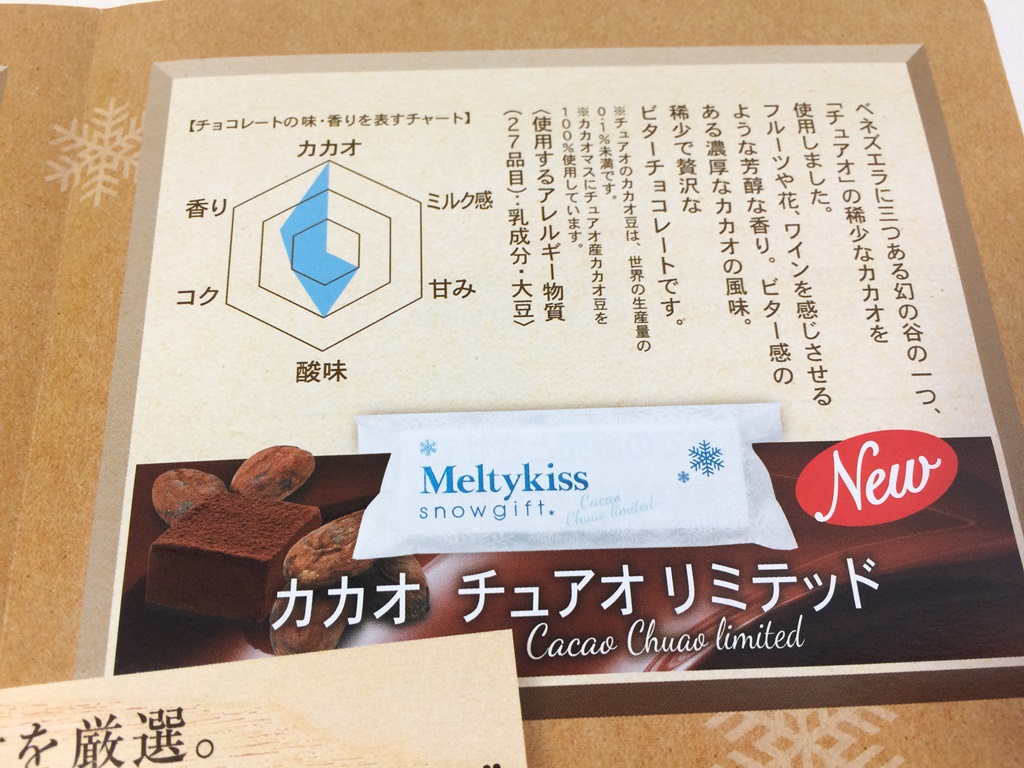 ベネズエラに三つある幻の谷の一つ、
「チュアオ」の稀少なカカオを
使用しました。
フルーツや花、ワインを感じさせる
ような芳醇な香り。ビター感の
ある濃厚なカカオの風味。
稀少で贅沢な
ビターチョコレートです。
※チュアオのカカオ豆は、世界の生産量の
0.1%未満です。
※カカオマスにチュアオ産カカオ豆を
100%使用しています。
〈使用するアレルギー物質
(27品目):乳成分・大豆〉
【チョコレートの味・香りを表すチャート】
カカオ
ミルク感
甘み
酸味
コク
香り
Meltykiss
snowgift
Cacao
Chuao limited
New
カカオ チュアオ リミテッド
Cacao Chuao limited
を厳選。